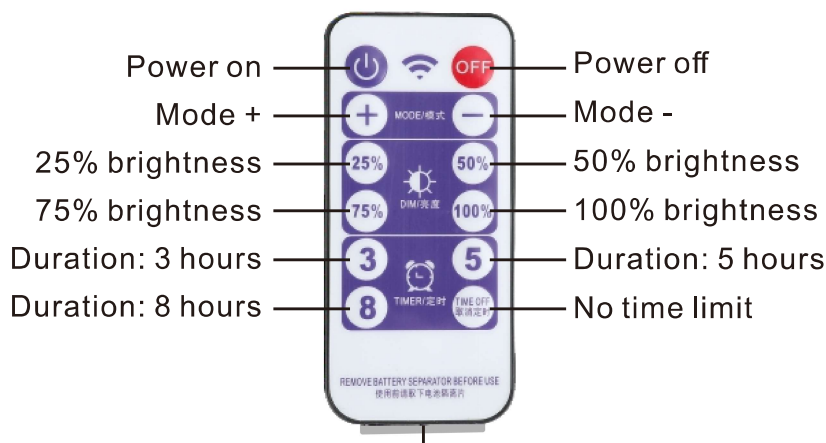 Power on
OFF
Power off
Mode +
+ MODE/模式 −
Mode -
25% brightness
25%
50%
50% brightness
DIM/亮度
75% brightness
75%
100%
100% brightness
Duration: 3 hours
3
5
Duration: 5 hours
TIMER/定时
Duration: 8 hours
8
TIME OFF
取消定时
No time limit
REMOVE BATTERY SEPARATOR BEFORE USE
使用前请取下电池隔离片